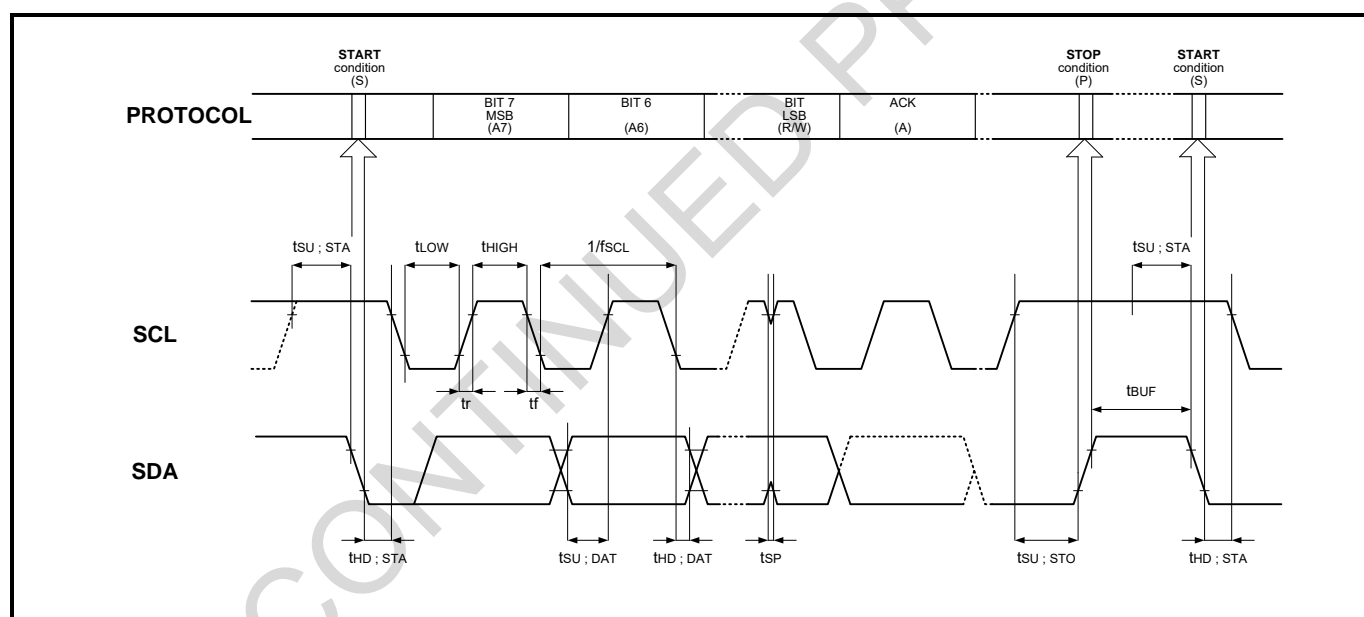 START
condition
(S)
STOP
condition
(P)
START
condition
(S)
PROTOCOL
BIT 7
MSB
(A7)
BIT 6
(A6)
BIT
LSB
(R/W)
ACK
(A)
tSU ; STA
tLOW
tHIGH
1/fSCL
tSU ; STA
SCL
tr
tf
tBUF
SDA
tHD ; STA
tSU ; DAT
tHD ; DAT
tSP
tSU ; STO
tHD ; STA
CONTINUED